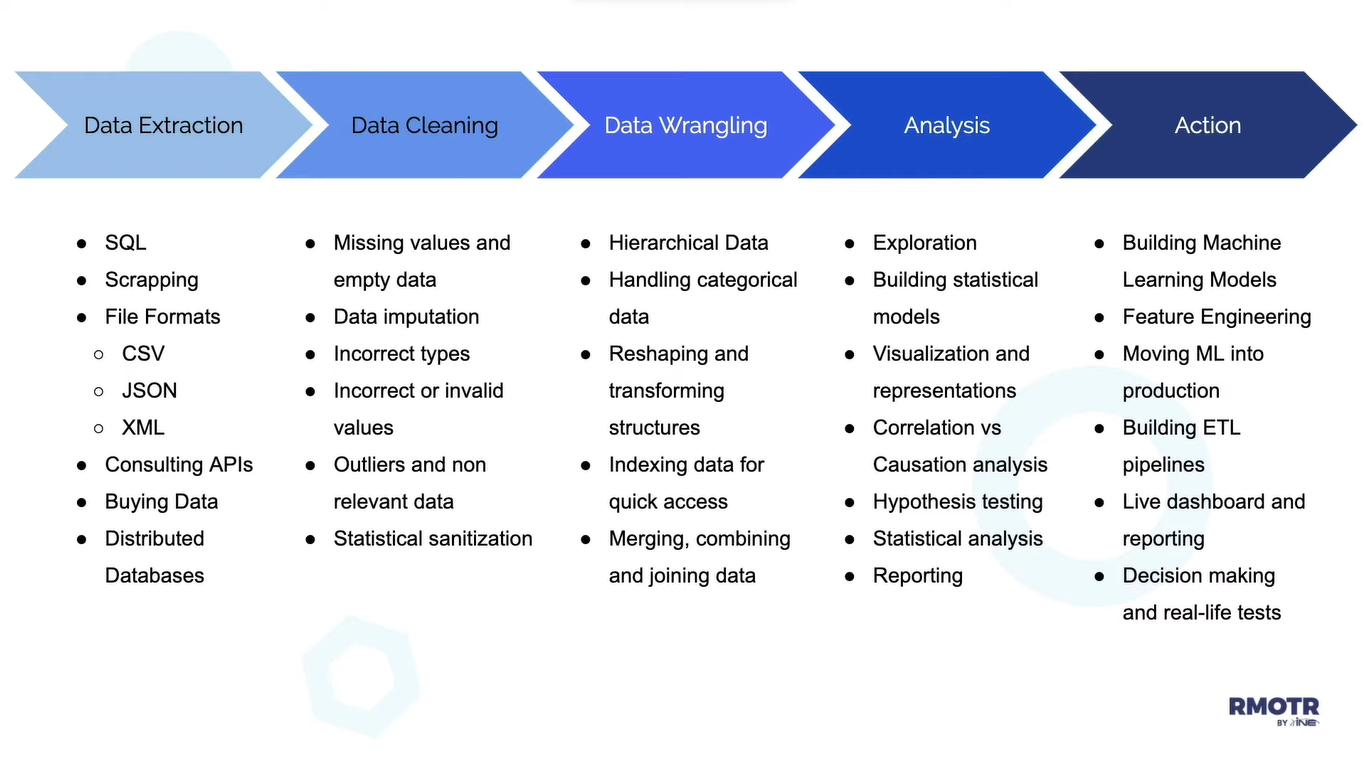 Data Extraction
Data Cleaning
Data Wrangling
Analysis
Action
● SQL
● Scrapping
● File Formats
○ CSV
○ JSON
○ XML
● Consulting APIs
● Buying Data
● Distributed
Databases
● Missing values and
empty data
● Data imputation
● Incorrect types
● Incorrect or invalid
values
● Outliers and non
relevant data
● Statistical sanitization
● Hierarchical Data
● Handling categorical
data
● Reshaping and
transforming
structures
● Indexing data for
quick access
● Merging, combining
and joining data
● Exploration
● Building statistical
models
● Visualization and
representations
● Correlation vs
Causation analysis
● Hypothesis testing
● Statistical analysis
● Reporting
● Building Machine
Learning Models
● Feature Engineering
● Moving ML into
production
● Building ETL
pipelines
● Live dashboard and
reporting
● Decision making
and real-life tests
RMOTR
BY INE